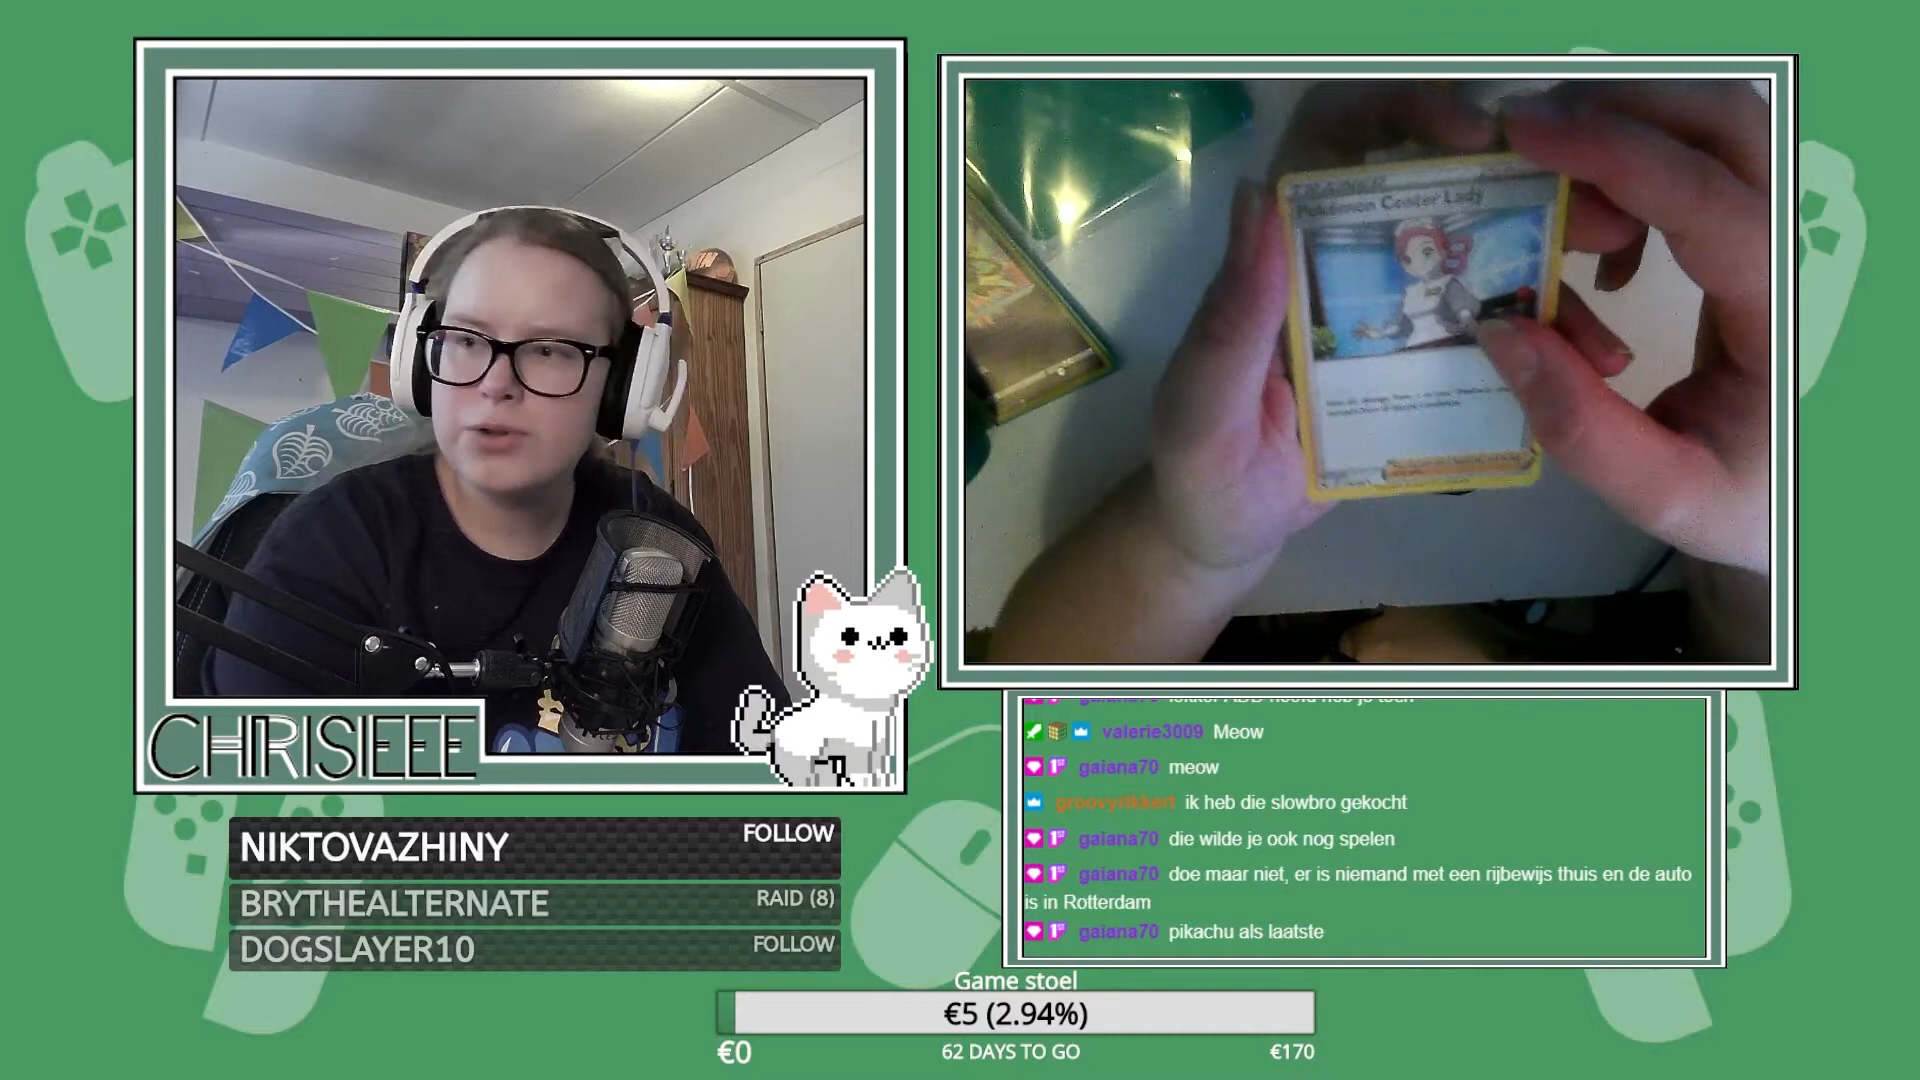 Pokémon Center Lady
CHRISIEEE
valerie3009 Meow
gaiana70 meow
groovyrikkert ik heb die slowbro gekocht
gaiana70 die wilde je ook nog spelen
gaiana70 doe maar niet, er is niemand met een rijbewijs thuis en de auto
is in Rotterdam
gaiana70 pikachu als laatste
NIKTOVAZHINY FOLLOW
BRYTHEALTERNATE RAID (8)
DOGSLAYER10 FOLLOW
Game stoel
€5 (2.94%)
€0 62 DAYS TO GO €170